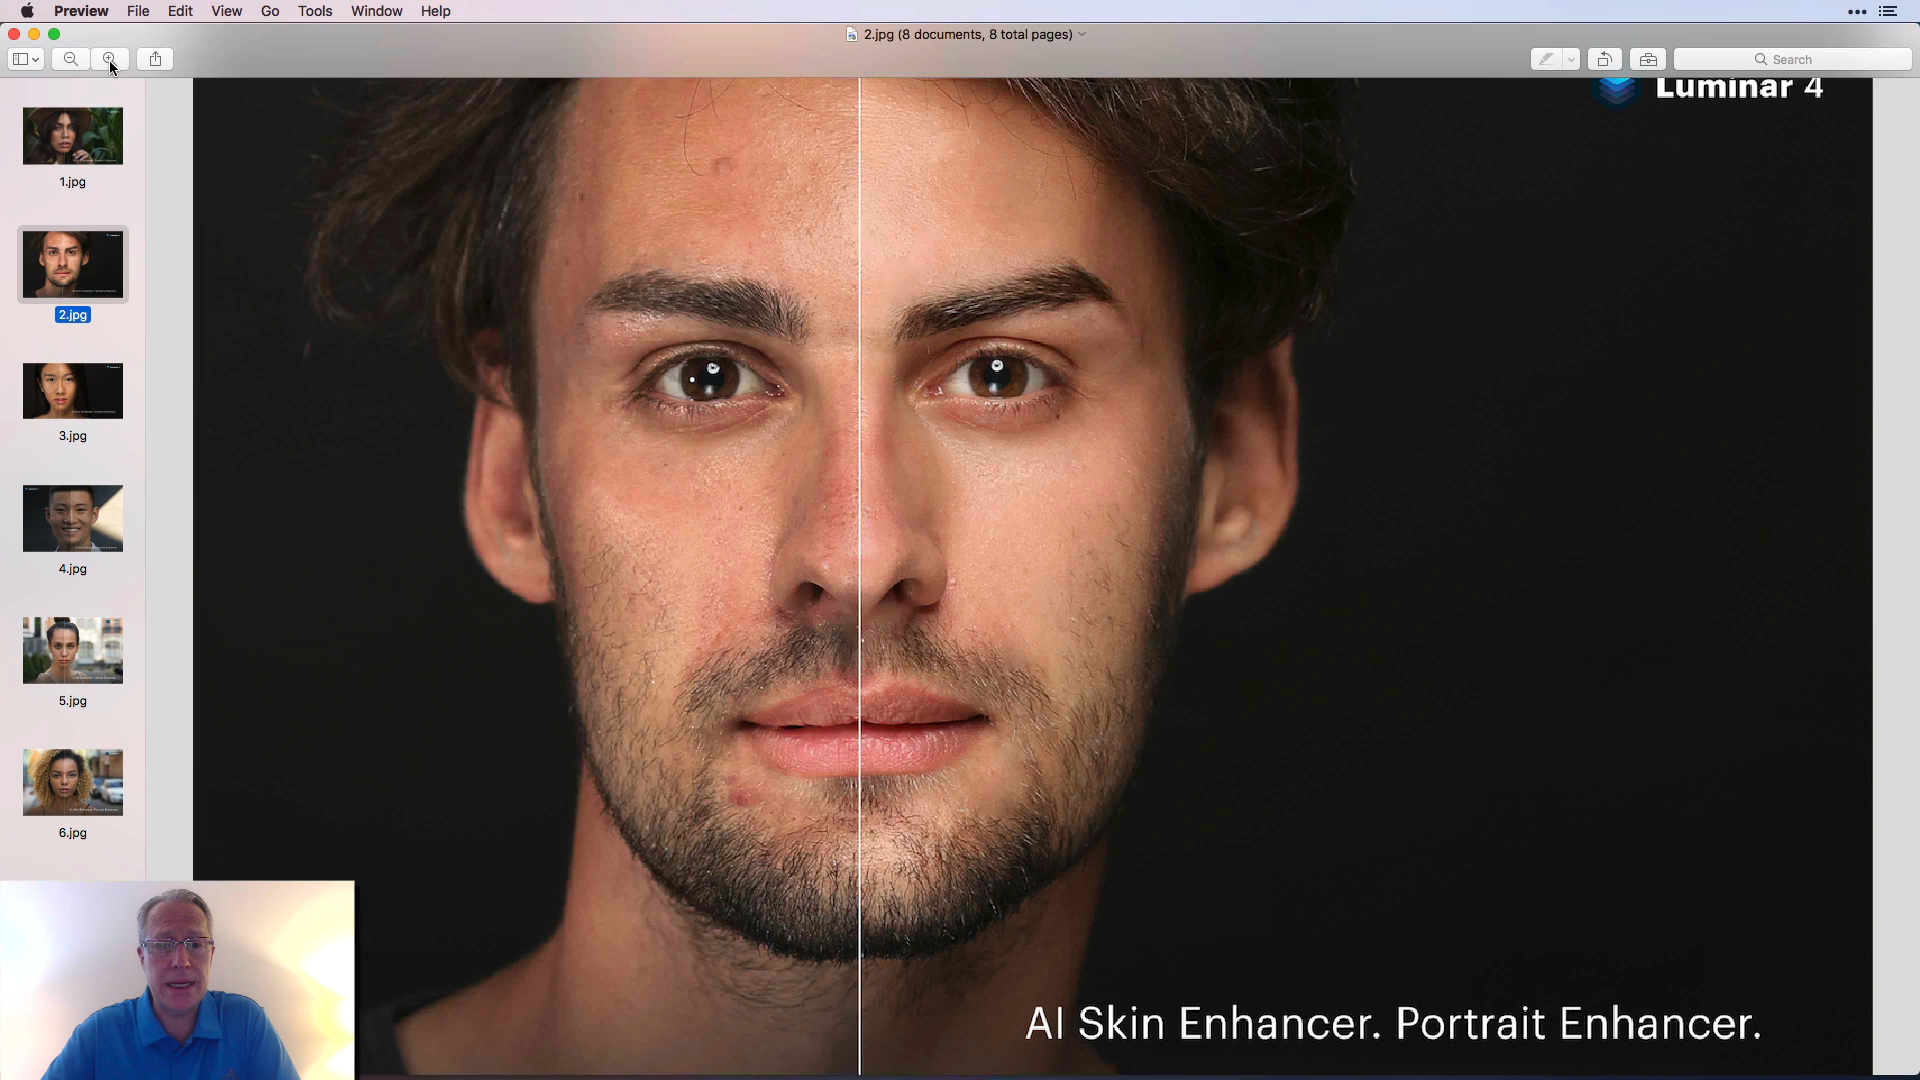 Preview File Edit View Go Tools Window Help
2.jpg (8 documents, 8 total pages)
Search
Luminar 4
1.jpg
2.jpg
3.jpg
4.jpg
5.jpg
6.jpg
AI Skin Enhancer. Portrait Enhancer.